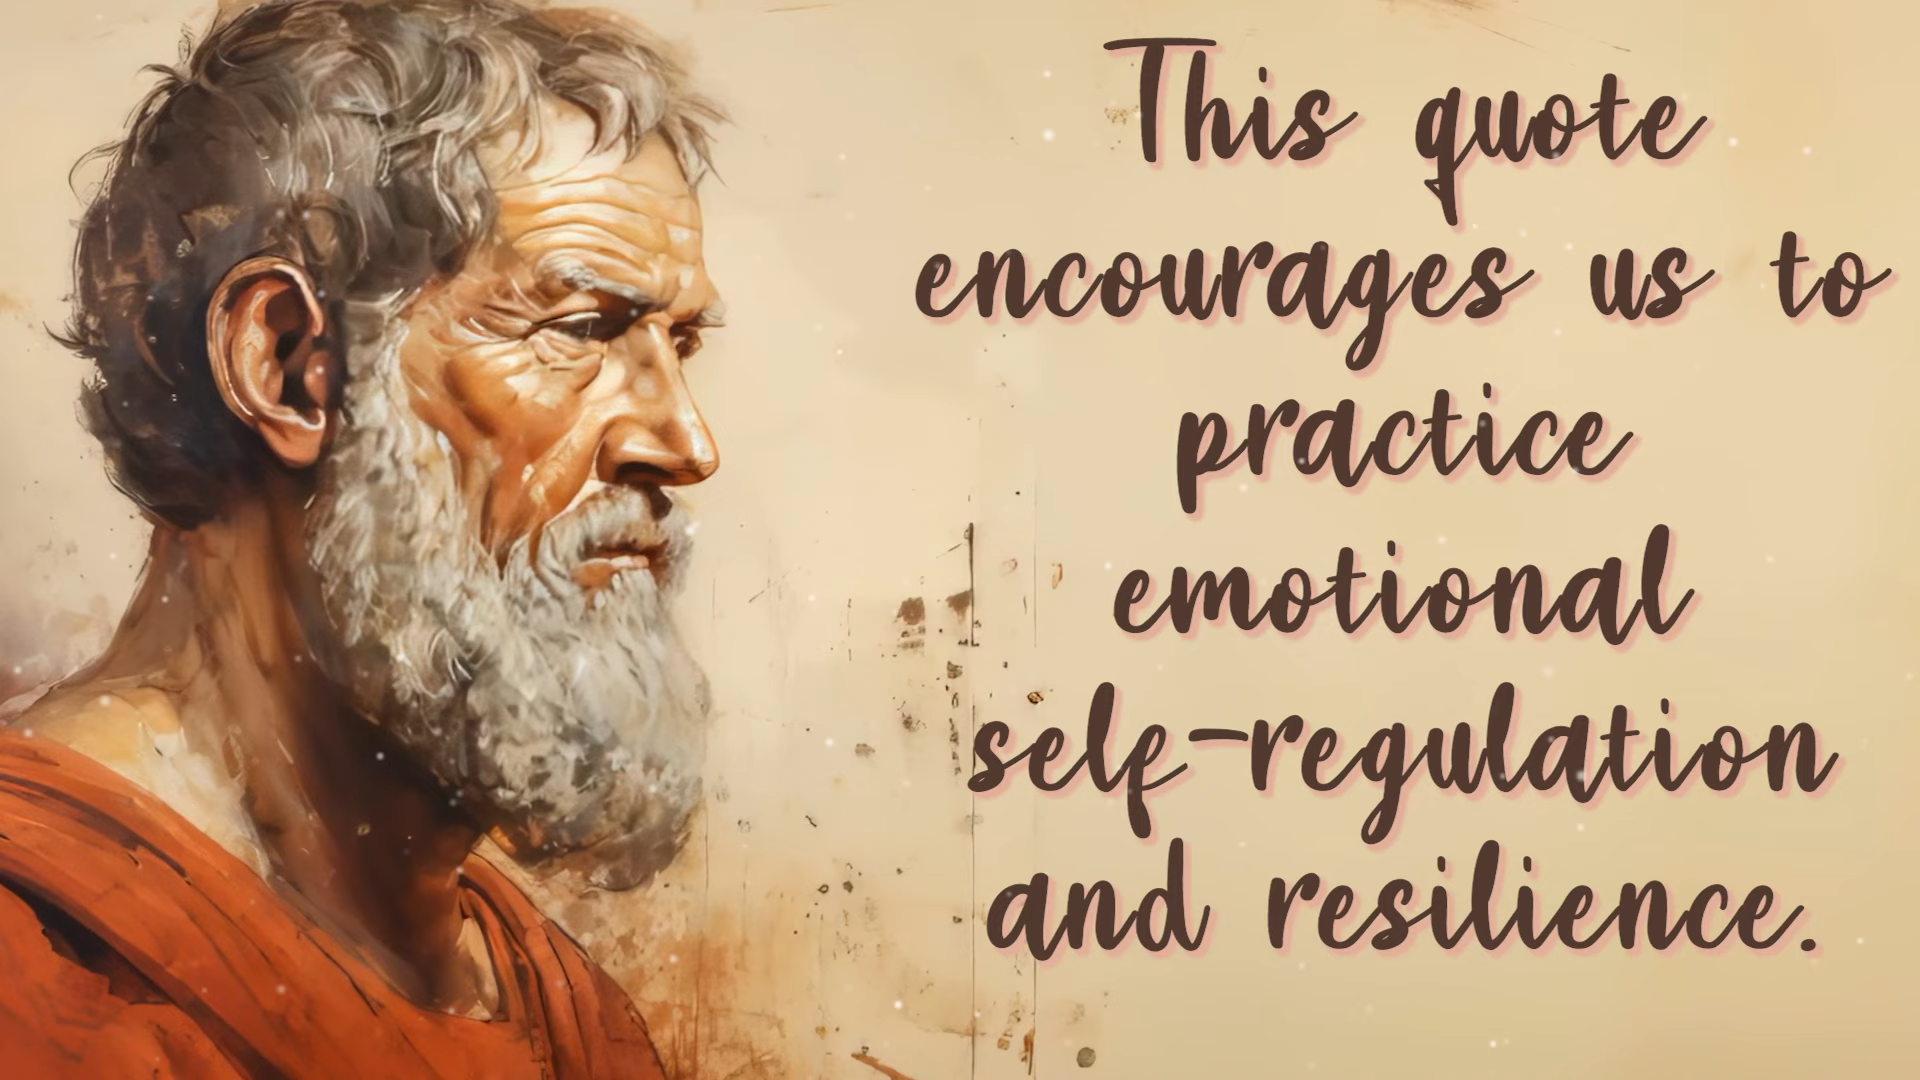 This quote
encourages us to
practice
emotional
self-regulation
and resilience.